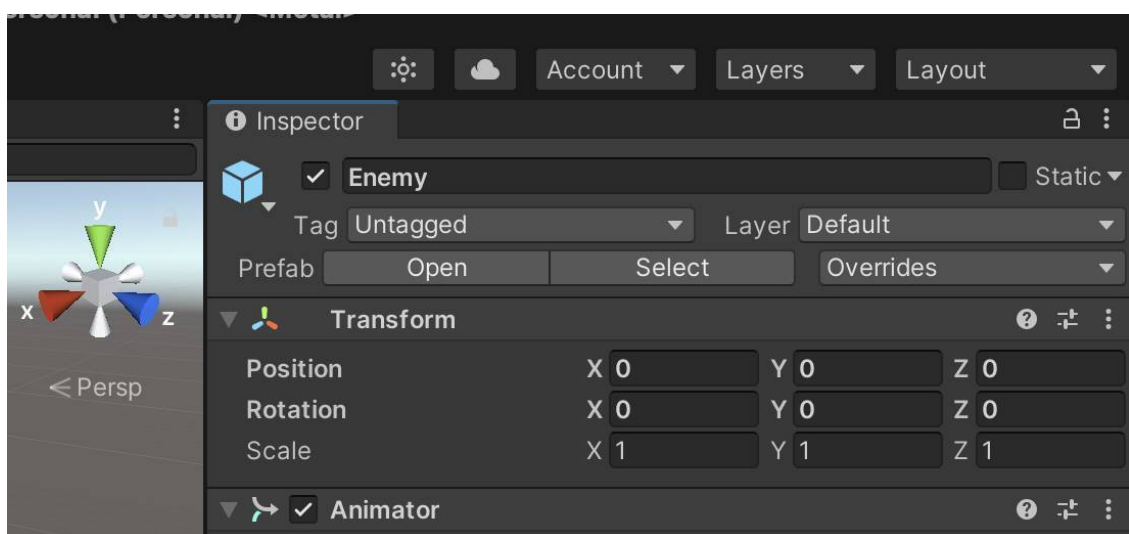 Account Layers Layout
Inspector
Enemy Static
Tag Untagged Layer Default
Prefab Open Select Overrides
Transform
Position X 0 Y 0 Z 0
Rotation X 0 Y 0 Z 0
Scale X 1 Y 1 Z 1
Animator
y
x z
Persp